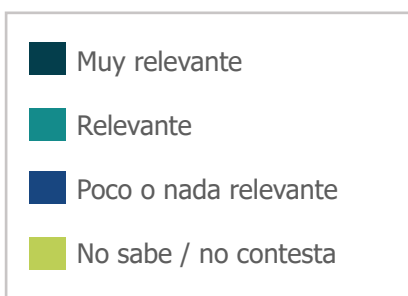 Muy relevante
Relevante
Poco o nada relevante
No sabe / no contesta